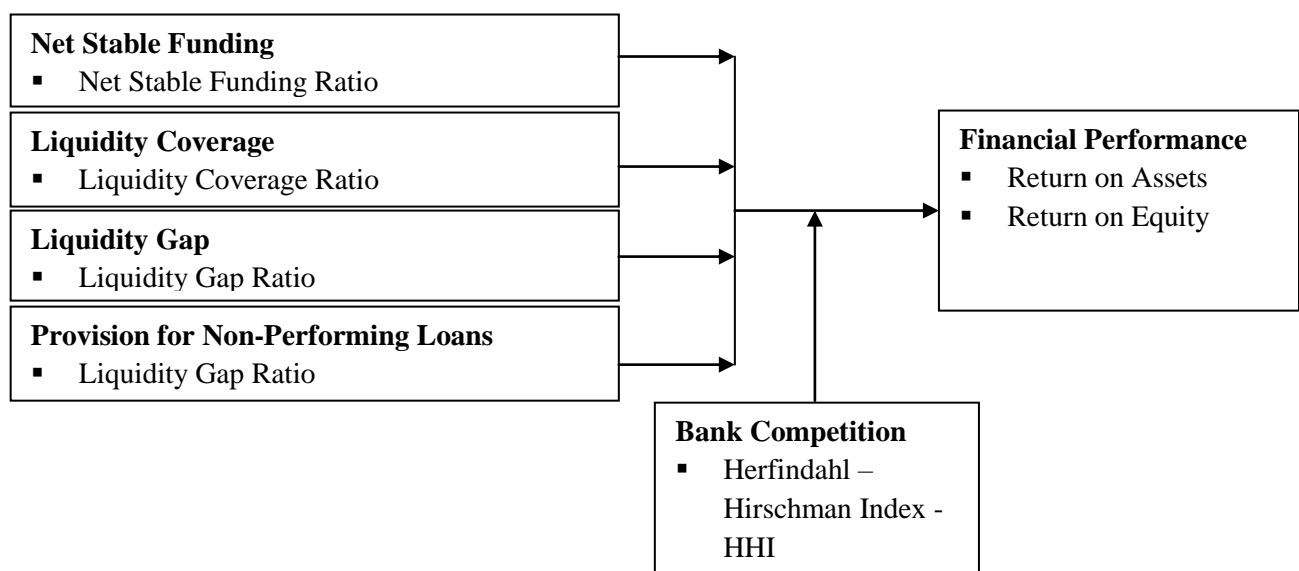 Net Stable Funding
▪ Net Stable Funding Ratio
Liquidity Coverage
▪ Liquidity Coverage Ratio
Liquidity Gap
▪ Liquidity Gap Ratio
Provision for Non-Performing Loans
▪ Liquidity Gap Ratio
Financial Performance
▪ Return on Assets
▪ Return on Equity
Bank Competition
▪ Herfindahl –
Hirschman Index -
HHI